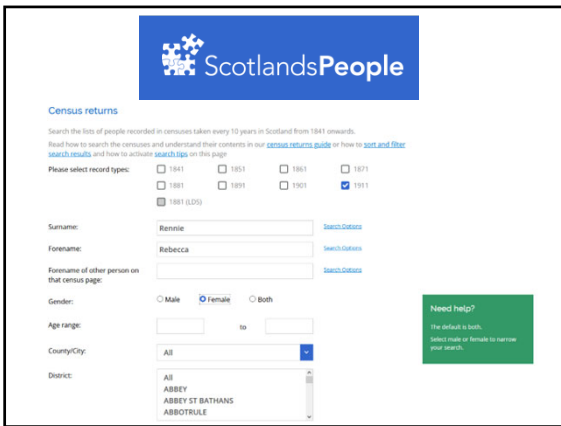 ScotlandsPeople
Census returns
Search the lists of people recorded in censuses taken every 10 years in Scotland from 1841 onwards.
Read how to search the censuses and understand their contents in our census returns guide or how to sort and filter
search results and how to activate search tips on this page
Please select record types:
1841 1851 1861 1871
1881 1891 1901 1911
1881 (LDS)
Surname: Rennie Search Options
Forename: Rebecca Search Options
Forename of other person on Search Options
that census page:
Gender: Male Female Both
Age range: to
County/City: All
District: All
ABBEY
ABBEY ST BATHANS
ABBOTRULE
Need help?
The default is both.
Select male or female to narrow
your search.